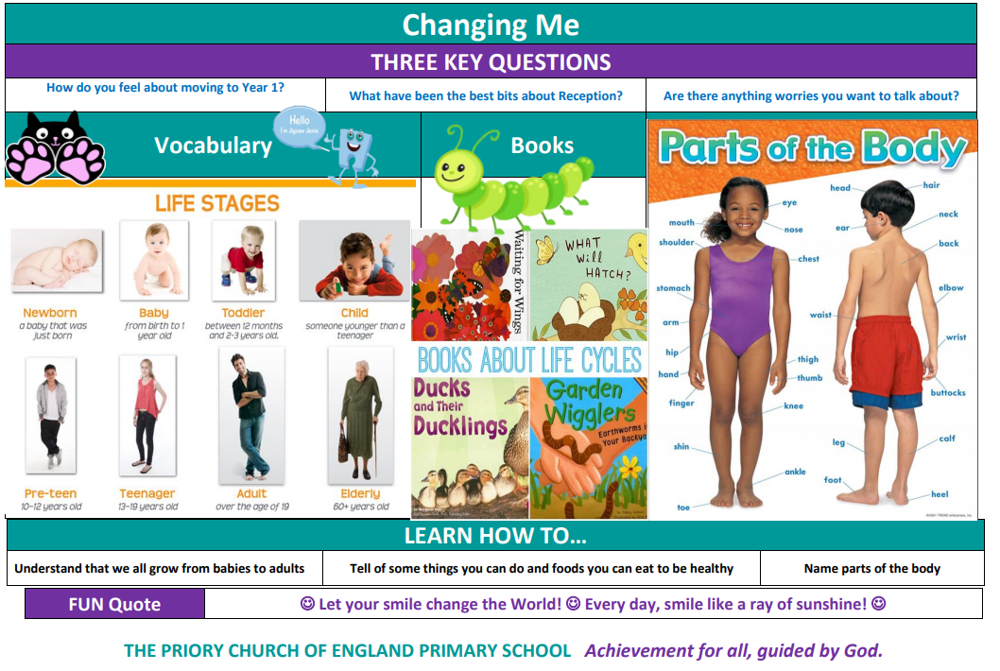 Changing Me
THREE KEY QUESTIONS
How do you feel about moving to Year 1?
What have been the best bits about Reception?
Are there anything worries you want to talk about?
Vocabulary
Hello
I'm Jigsaw Jerrie
Books
LIFE STAGES
Newborn
a baby that was
just born
Baby
from birth to 1
year old
Toddler
between 12 months
and 2-3 years old.
Child
someone younger than a
teenager
Pre-teen
10-12 years old
Teenager
13-19 years old
Adult
over the age of 19
Elderly
60+ years old
Waiting for Wings
WHAT
Will
HATCH?
BOOKS ABOUT LIFE CYCLES
Ducks
and Their
Ducklings
Garden
Wigglers
Earthworms in
Your Backya
Parts of the Body
head
hair
eye
mouth
nose
ear
neck
shoulder
back
chest
stomach
elbow
arm
waist
wrist
hip
thigh
hand
thumb
buttocks
finger
knee
shin
leg
calf
ankle
foot
toe
heel
LEARN HOW TO...
Understand that we all grow from babies to adults
Tell of some things you can do and foods you can eat to be healthy
Name parts of the body
FUN Quote
☺ Let your smile change the World! ☺ Every day, smile like a ray of sunshine! ☺
THE PRIORY CHURCH OF ENGLAND PRIMARY SCHOOL Achievement for all, guided by God.